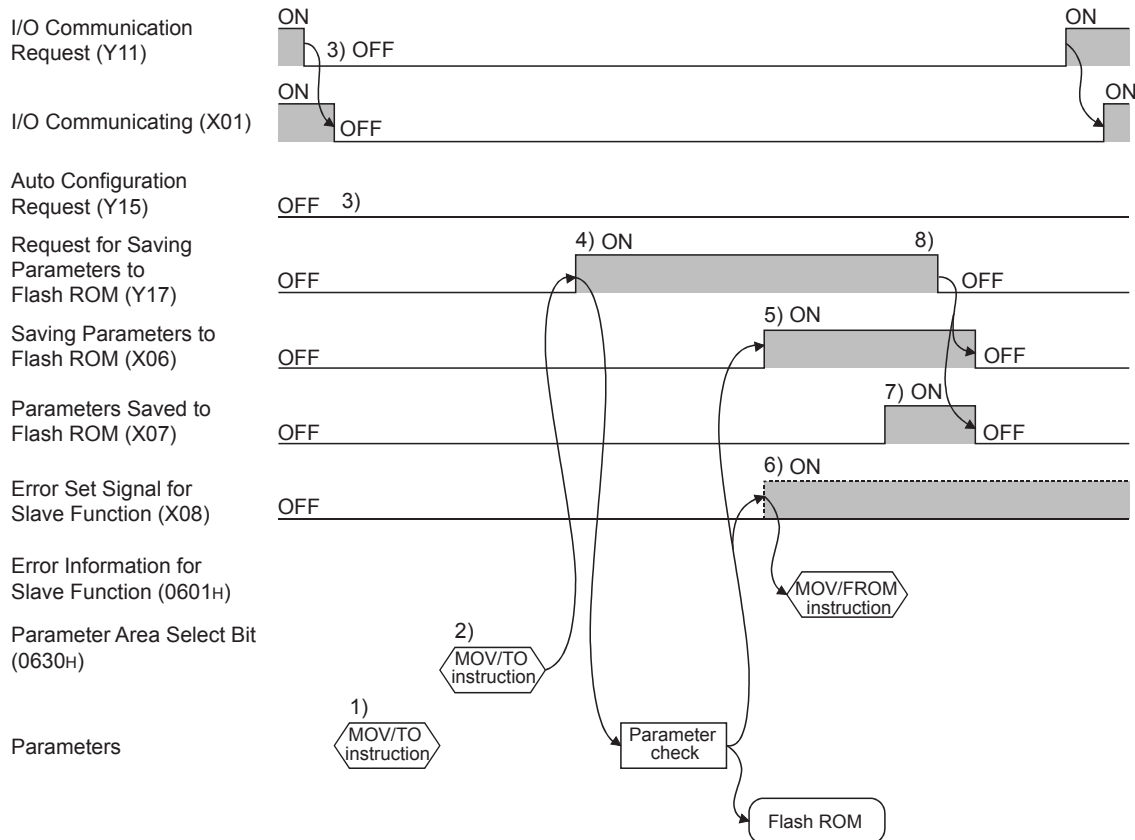 I/O Communication
Request (Y11)
ON
3) OFF
ON
I/O Communicating (X01)
ON
OFF
ON
Auto Configuration
Request (Y15)
OFF 3)
Request for Saving
Parameters to
Flash ROM (Y17)
OFF
4) ON
8)
OFF
Saving Parameters to
Flash ROM (X06)
OFF
5) ON
OFF
Parameters Saved to
Flash ROM (X07)
OFF
7) ON
OFF
Error Set Signal for
Slave Function (X08)
OFF
6) ON
Error Information for
Slave Function (0601H)
MOV/FROM
instruction
Parameter Area Select Bit
(0630H)
2)
MOV/TO
instruction
Parameters
1)
MOV/TO
instruction
Parameter
check
Flash ROM